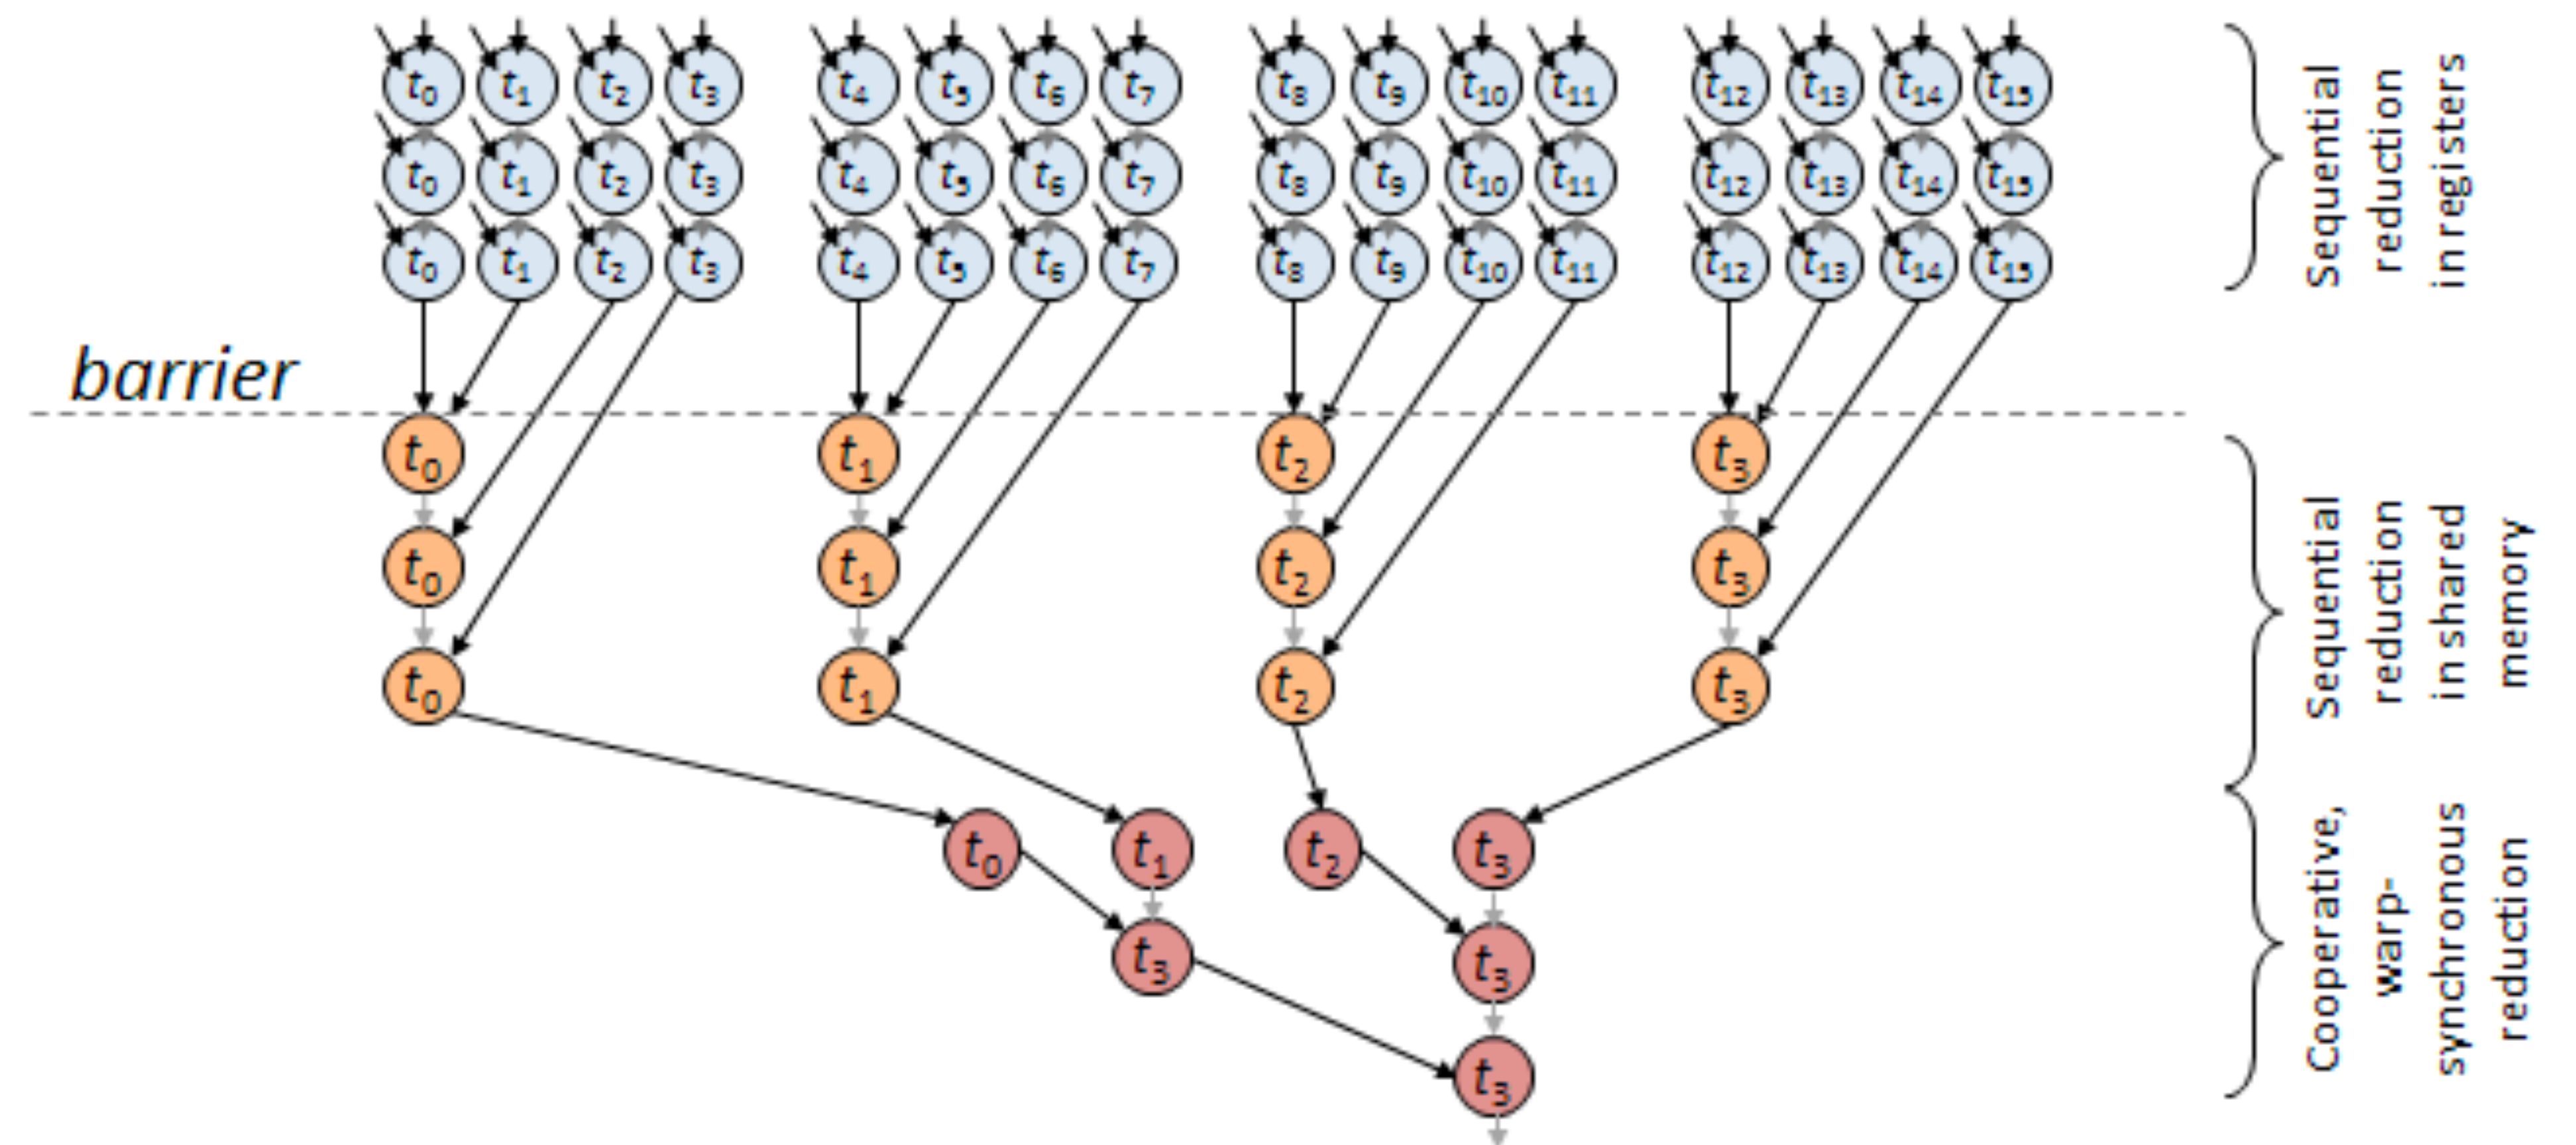 t0 t1 t2 t3 t4 t5 t6 t7 t8 t9 t10 t11 t12 t13 t14 t15
t0 t1 t2 t3 t4 t5 t6 t7 t8 t9 t10 t11 t12 t13 t14 t15
t0 t1 t2 t3 t4 t5 t6 t7 t8 t9 t10 t11 t12 t13 t14 t15
Sequential
reduction
in registers
barrier
t0 t1 t2 t3
t0 t1 t2 t3
t0 t1 t2 t3
Sequential
reduction
in shared
memory
t0 t1 t2 t3
t3 t3
t3
Cooperative,
warp-
synchronous
reduction